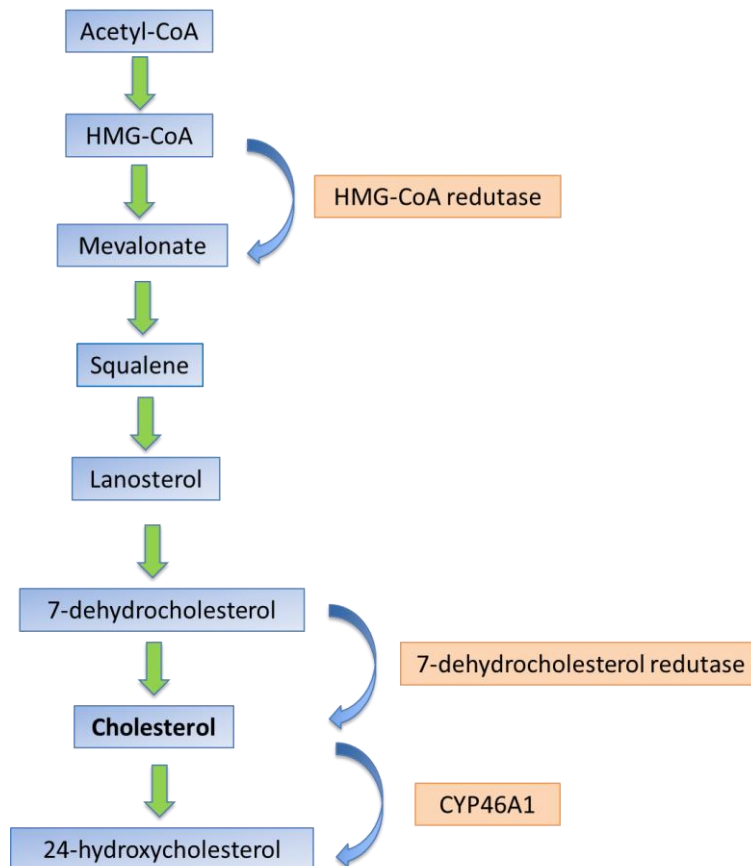 Acetyl-CoA
HMG-CoA
HMG-CoA redutase
Mevalonate
Squalene
Lanosterol
7-dehydrocholesterol
7-dehydrocholesterol redutase
Cholesterol
CYP46A1
24-hydroxycholesterol